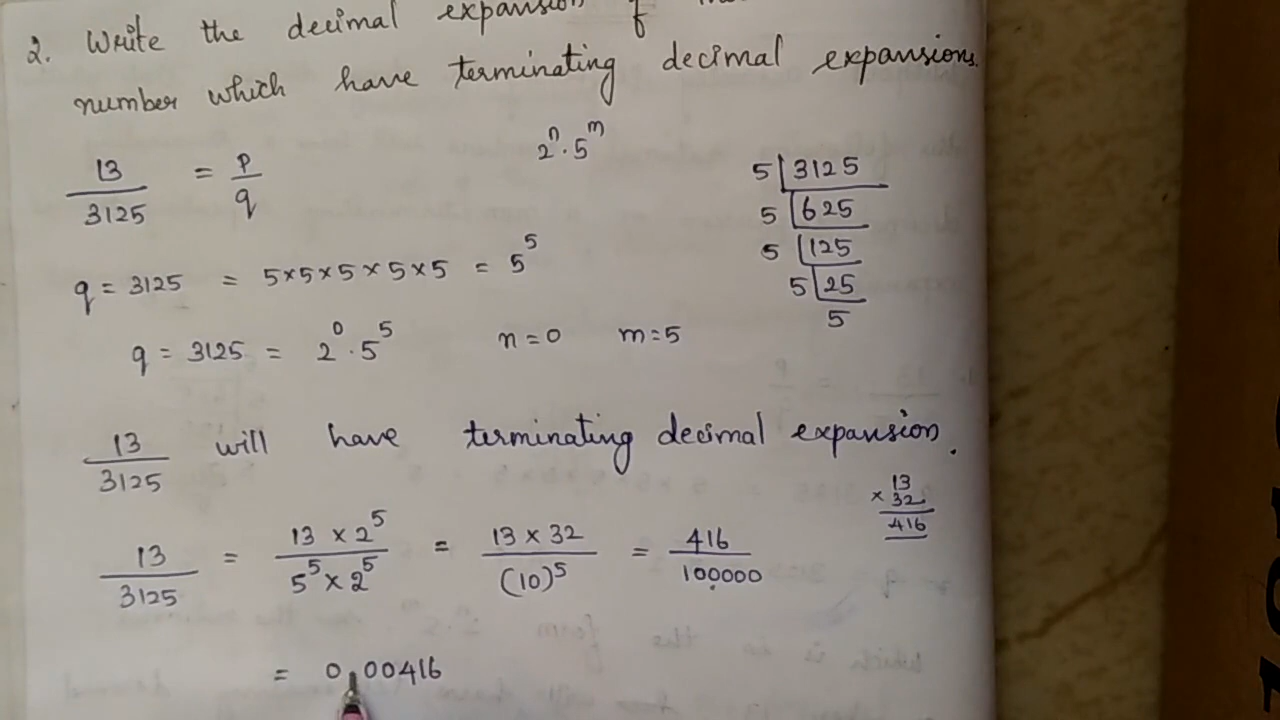 2. Write the decimal expansion of
number which have terminating decimal expansions.
2^n . 5^m
13/3125 = p/q
5 | 3125
5 | 625
5 | 125
5 | 25
5
q = 3125 = 5×5×5×5×5 = 5^5
q = 3125 = 2^0 . 5^5 n=0 m=5
13/3125 will have terminating decimal expansion.
13
× 32
416
13/3125 = 13 × 2^5 / 5^5 × 2^5 = 13 × 32 / (10)^5 = 416/100000
= 0.00416